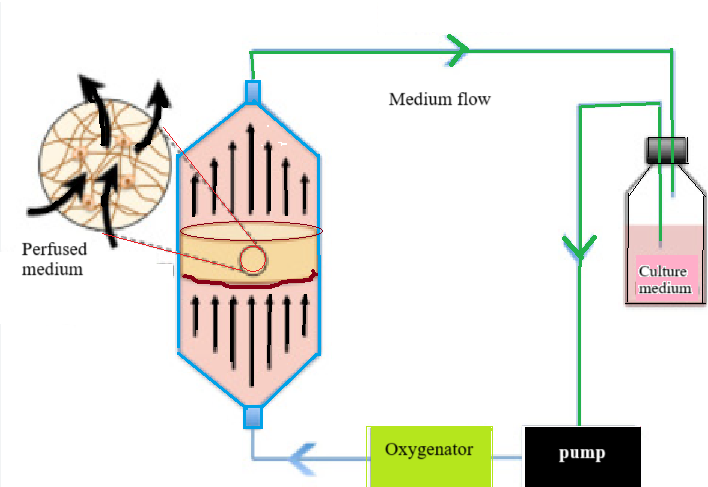 Medium flow
Perfused
medium
Culture
medium
Oxygenator
pump